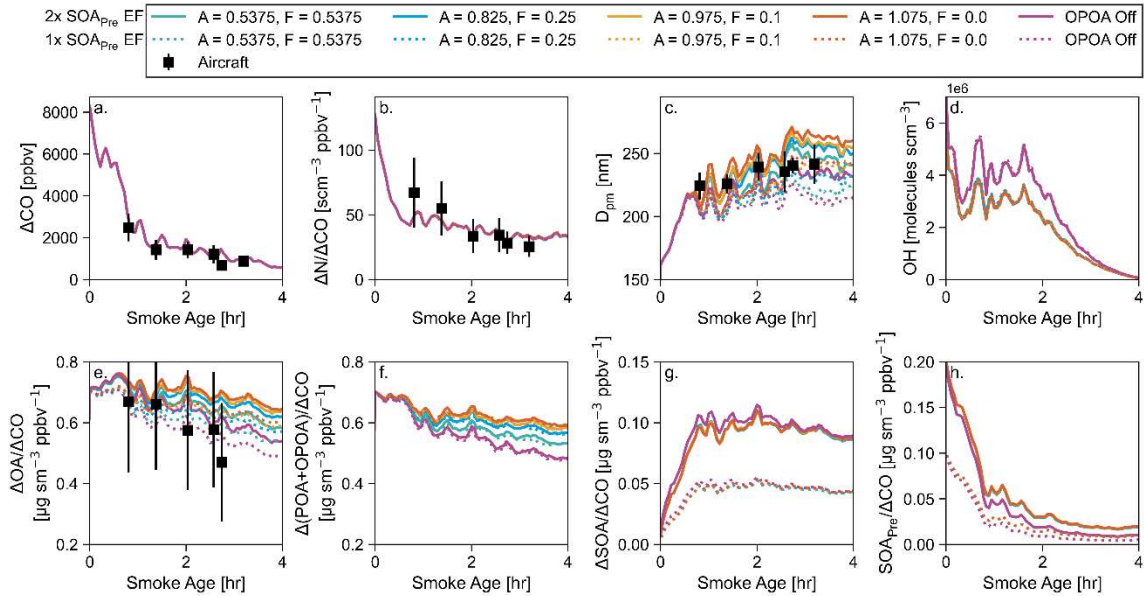 2x SOAPre EF A = 0.5375, F = 0.5375 A = 0.825, F = 0.25 A = 0.975, F = 0.1 A = 1.075, F = 0.0 OPOA Off
1x SOAPre EF A = 0.5375, F = 0.5375 A = 0.825, F = 0.25 A = 0.975, F = 0.1 A = 1.075, F = 0.0 OPOA Off
Aircraft
a.
ΔCO [ppbv]
8000
6000
4000
2000
0
0 2 4
Smoke Age [hr]
b.
ΔN/ΔCO [scm⁻³ ppbv⁻¹]
100
50
0
0 2 4
Smoke Age [hr]
c.
Dpm [nm]
280
240
200
160
0 2 4
Smoke Age [hr]
1e6
d.
OH [molecules scm⁻³]
6
4
2
0
0 2 4
Smoke Age [hr]
e.
ΔOA/ΔCO
[µg sm⁻³ ppbv⁻¹]
0.8
0.6
0.4
0.2
0 2 4
Smoke Age [hr]
f.
Δ(POA+OPOA)/ΔCO
[µg sm⁻³ ppbv⁻¹]
0.8
0.6
0.4
0.2
0 2 4
Smoke Age [hr]
g.
ΔSOA/ΔCO [µg sm⁻³ ppbv⁻¹]
0.15
0.10
0.05
0.00
0 2 4
Smoke Age [hr]
h.
SOAPre/ΔCO [µg sm⁻³ ppbv⁻¹]
0.20
0.15
0.10
0.05
0.00
0 2 4
Smoke Age [hr]